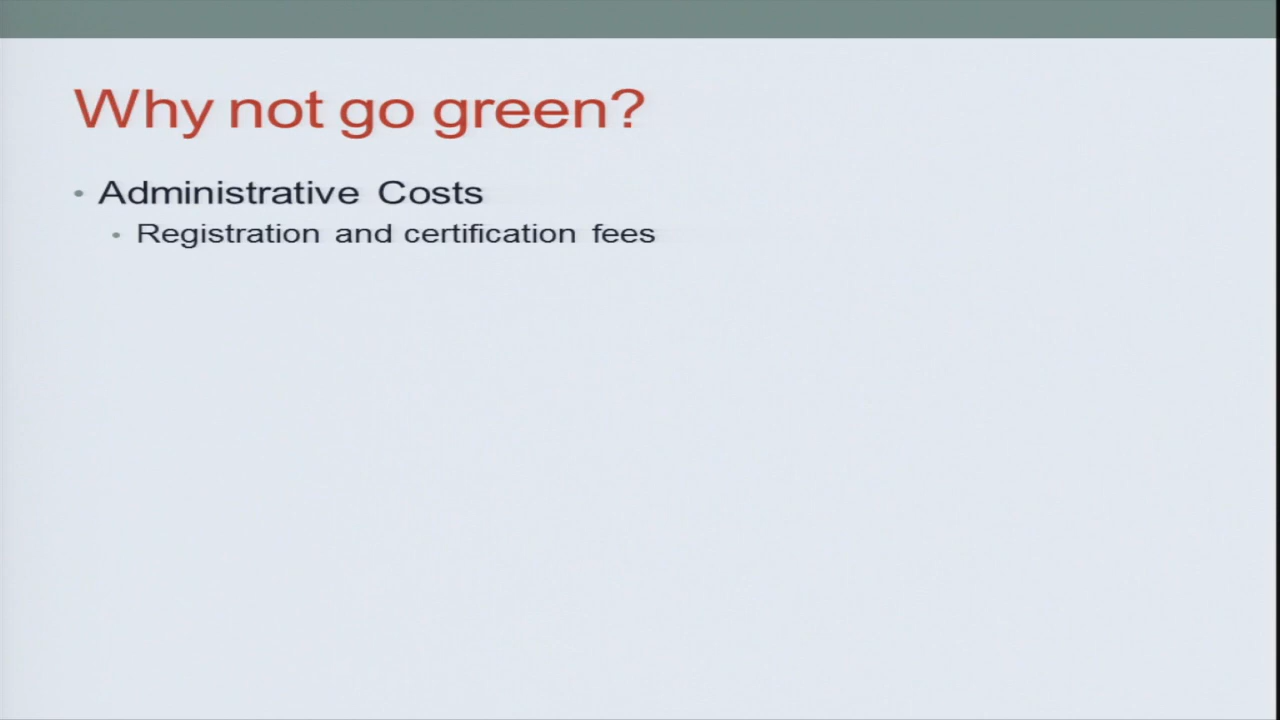 Why not go green?
• Administrative Costs
• Registration and certification fees